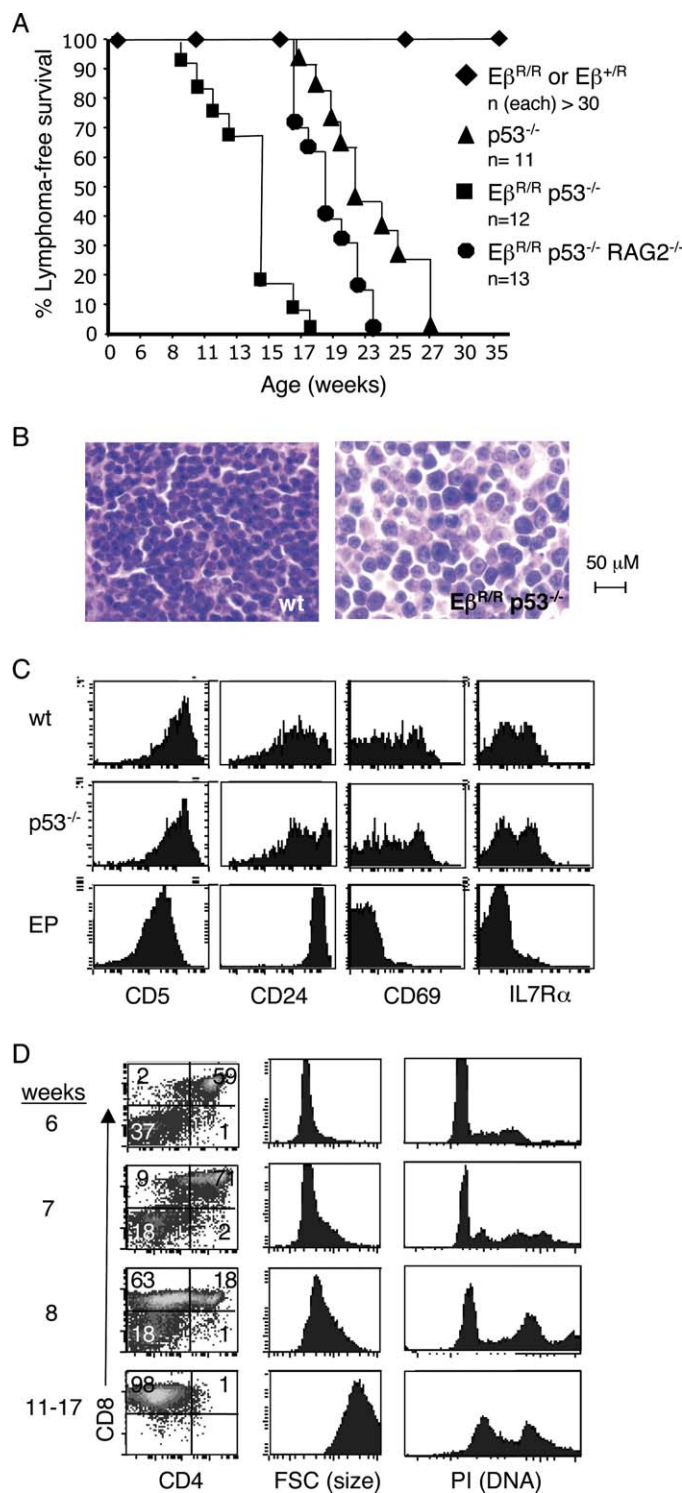 A
% Lymphoma-free survival
100
90
80
70
60
50
40
30
20
10
0
0 6 8 11 13 15 17 19 23 25 27 30 35
Age (weeks)
Eβ^R/R or Eβ^+/R
n (each) > 30
p53^-/-
n= 11
Eβ^R/R p53^-/-
n=12
Eβ^R/R p53^-/- RAG2^-/-
n=13
B
wt
Eβ^R/R p53^-/-
50 μM
C
wt
p53^-/-
EP
CD5 CD24 CD69 IL7Rα
D
weeks
6
2 59
37 1
7
9 71
18 2
8
63 18
18 1
11-17
98 1
CD8
CD4 FSC (size) PI (DNA)